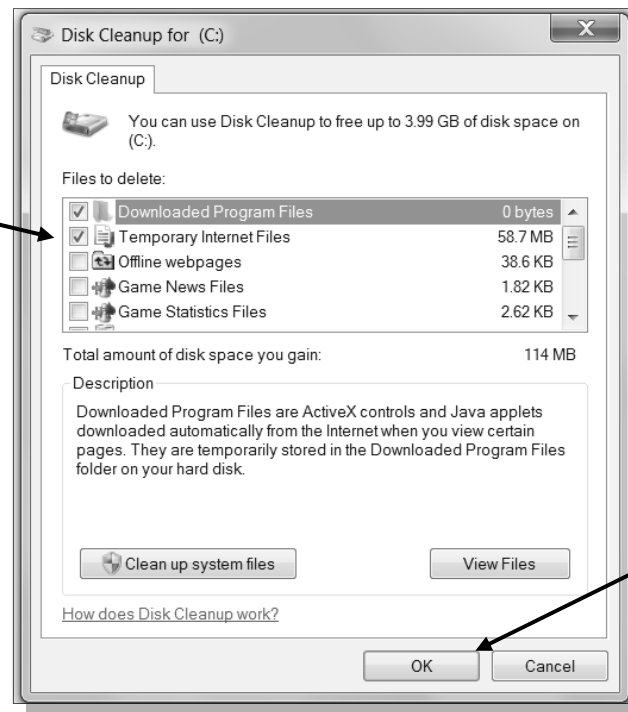 Disk Cleanup for (C:)
X
Disk Cleanup
You can use Disk Cleanup to free up to 3.99 GB of disk space on
(C:).
Files to delete:
Downloaded Program Files 0 bytes
Temporary Internet Files 58.7 MB
Offline webpages 38.6 KB
Game News Files 1.82 KB
Game Statistics Files 2.62 KB
Total amount of disk space you gain: 114 MB
Description
Downloaded Program Files are ActiveX controls and Java applets
downloaded automatically from the Internet when you view certain
pages. They are temporarily stored in the Downloaded Program Files
folder on your hard disk.
Clean up system files View Files
How does Disk Cleanup work?
OK Cancel